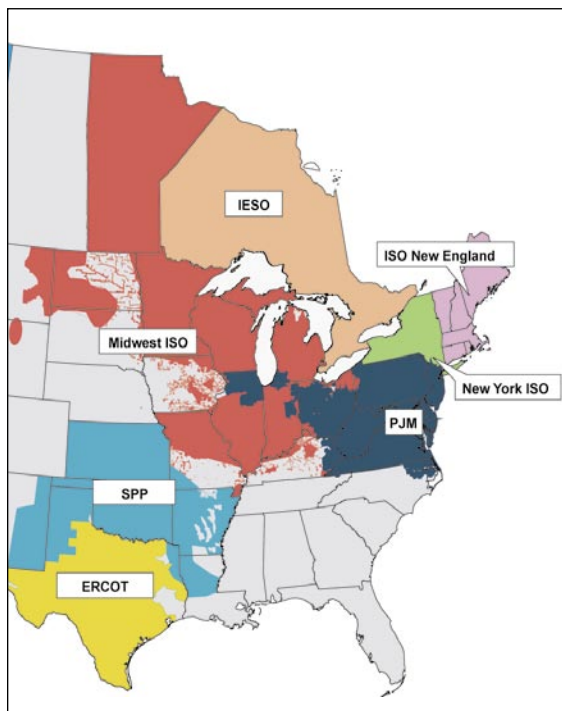 IESO
ISO New England
Midwest ISO
New York ISO
PJM
SPP
ERCOT